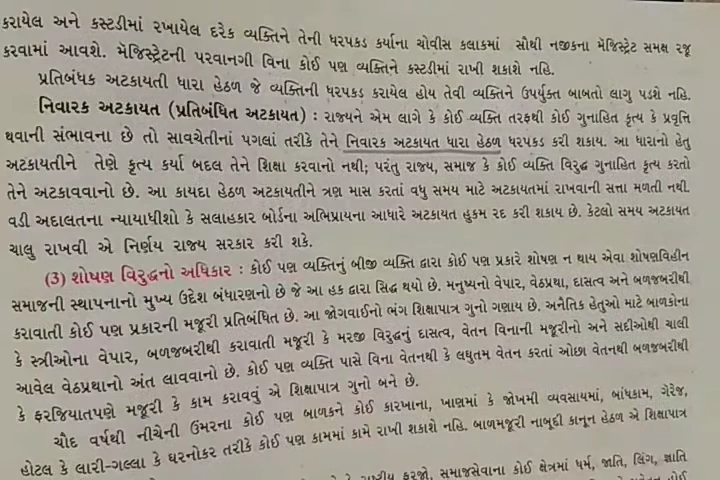 કરાયેલ અને કસ્ટડીમાં રખાયેલ દરેક વ્યક્તિને તેની ધરપકડ કર્યાના ચોવીસ કલાકમાં સૌથી નજીકના મૅજિસ્ટ્રેટ સમક્ષ રજૂ
કરવામાં આવશે. મૅજિસ્ટ્રેટની પરવાનગી વિના કોઈ પણ વ્યક્તિને કસ્ટડીમાં રાખી શકાશે નહિ.
પ્રતિબંધક અટકાયતી ધારા હેઠળ જે વ્યક્તિની ધરપકડ કરાયેલ હોય તેવી વ્યક્તિને ઉપર્યુક્ત બાબતો લાગુ પડશે નહિ.
નિવારક અટકાયત (પ્રતિબંધિત અટકાયત) : રાજ્યને એમ લાગે કે કોઈ વ્યક્તિ તરફથી કોઈ ગુનાહિત કૃત્ય કે પ્રવૃત્તિ
થવાની સંભાવના છે તો સાવચેતીનાં પગલાં તરીકે તેને નિવારક અટકાયત ધારા હેઠળ ધરપકડ કરી શકાય. આ ધારાનો હેતુ
અટકાયતીને તેણે કૃત્ય કર્યા બદલ તેને શિક્ષા કરવાનો નથી; પરંતુ રાજ્ય, સમાજ કે કોઈ વ્યક્તિ વિરુદ્ધ ગુનાહિત કૃત્ય કરતો
તેને અટકાવવાનો છે. આ કાયદા હેઠળ અટકાયતીને ત્રણ માસ કરતાં વધુ સમય માટે અટકાયતમાં રાખવાની સત્તા મળતી નથી.
વડી અદાલતના ન્યાયાધીશો કે સલાહકાર બોર્ડના અભિપ્રાયના આધારે અટકાયત હુકમ રદ કરી શકાય છે. કેટલો સમય અટકાયત
ચાલુ રાખવી એ નિર્ણય રાજ્ય સરકાર કરી શકે.
(3) શોષણ વિરુદ્ધનો અધિકાર : કોઈ પણ વ્યક્તિનું બીજી વ્યક્તિ દ્વારા કોઈ પણ પ્રકારે શોષણ ન થાય એવા શોષણવિહીન
સમાજની સ્થાપનાનો મુખ્ય ઉદેશ બંધારણનો છે જે આ હક દ્વારા સિદ્ધ થયો છે. મનુષ્યનો વેપાર, વેઠપ્રથા, દાસત્વ અને બળજબરીથી
કરાવાતી કોઈ પણ પ્રકારની મજૂરી પ્રતિબંધિત છે. આ જોગવાઈનો ભંગ શિક્ષાપાત્ર ગુનો ગણાય છે. અનૈતિક હેતુઓ માટે બાળકોના
કે સ્ત્રીઓના વેપાર, બળજબરીથી કરાવાતી મજૂરી કે મરજી વિરુદ્ધનું દાસત્વ, વેતન વિનાની મજૂરીનો અને સદીઓથી ચાલી
આવેલ વેઠપ્રથાનો અંત લાવવાનો છે. કોઈ પણ વ્યક્તિ પાસે વિના વેતનથી કે લઘુતમ વેતન કરતાં ઓછા વેતનથી બળજબરીથી
કે ફરજિયાતપણે મજૂરી કે કામ કરાવવું એ શિક્ષાપાત્ર ગુનો બને છે.
ચૌદ વર્ષથી નીચેની ઉંમરના કોઈ પણ બાળકને કોઈ કારખાના, ખાણમાં કે જોખમી વ્યવસાયમાં, બાંધકામ, ગેરેજ,
હોટલ કે લારી-ગલ્લા કે ઘરનોકર તરીકે કોઈ પણ કામમાં કામે રાખી શકાશે નહિ. બાળમજૂરી નાબૂદી કાનૂન હેઠળ એ શિક્ષાપાત્ર
ફરજો, સમાજસેવાના કોઈ ક્ષેત્રમાં ધર્મ, જાતિ, લિંગ, જ્ઞાતિ